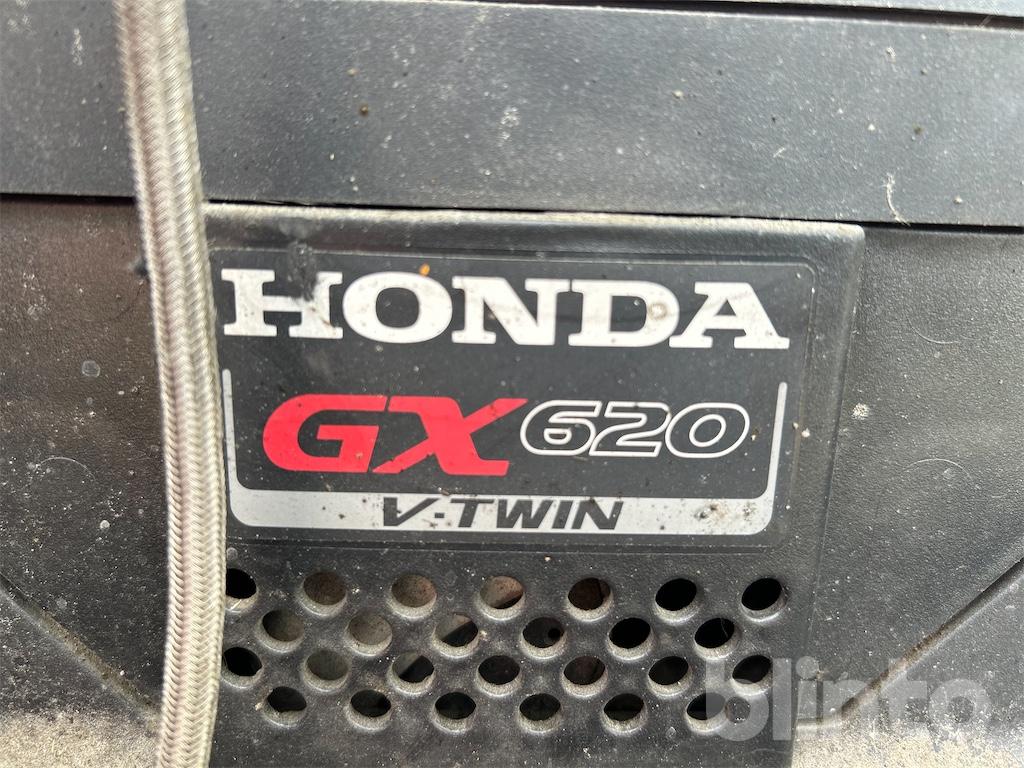 HONDA
GX620
V-TWIN
blinto